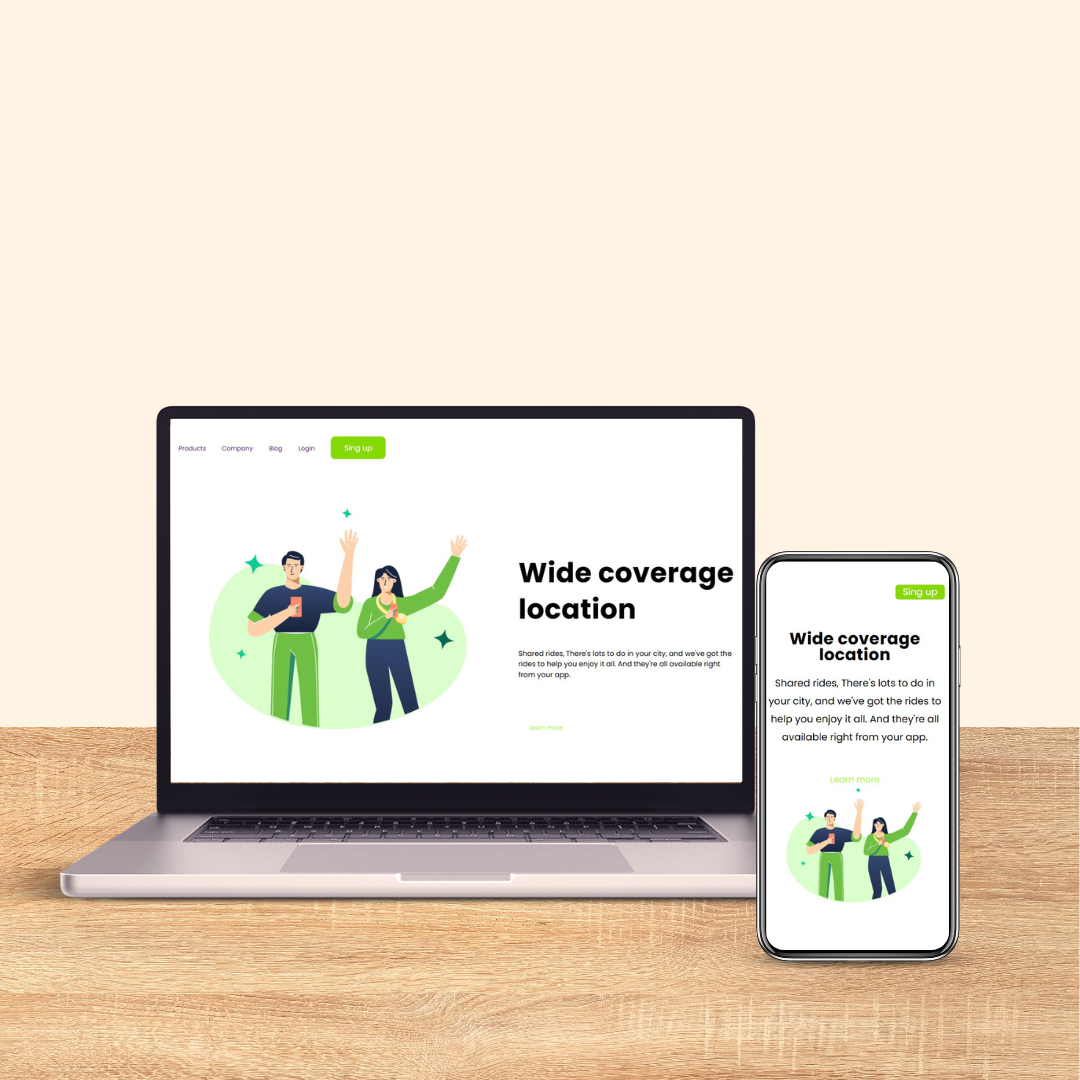 Products Company Blog Login Sing up
Wide coverage
location
Shared rides, There's lots to do in your city, and we've got the
rides to help you enjoy it all. And they're all available right
from your app.
Learn more
Sing up
Wide coverage
location
Shared rides, There's lots to do in
your city, and we've got the rides to
help you enjoy it all. And they're all
available right from your app.
Learn more